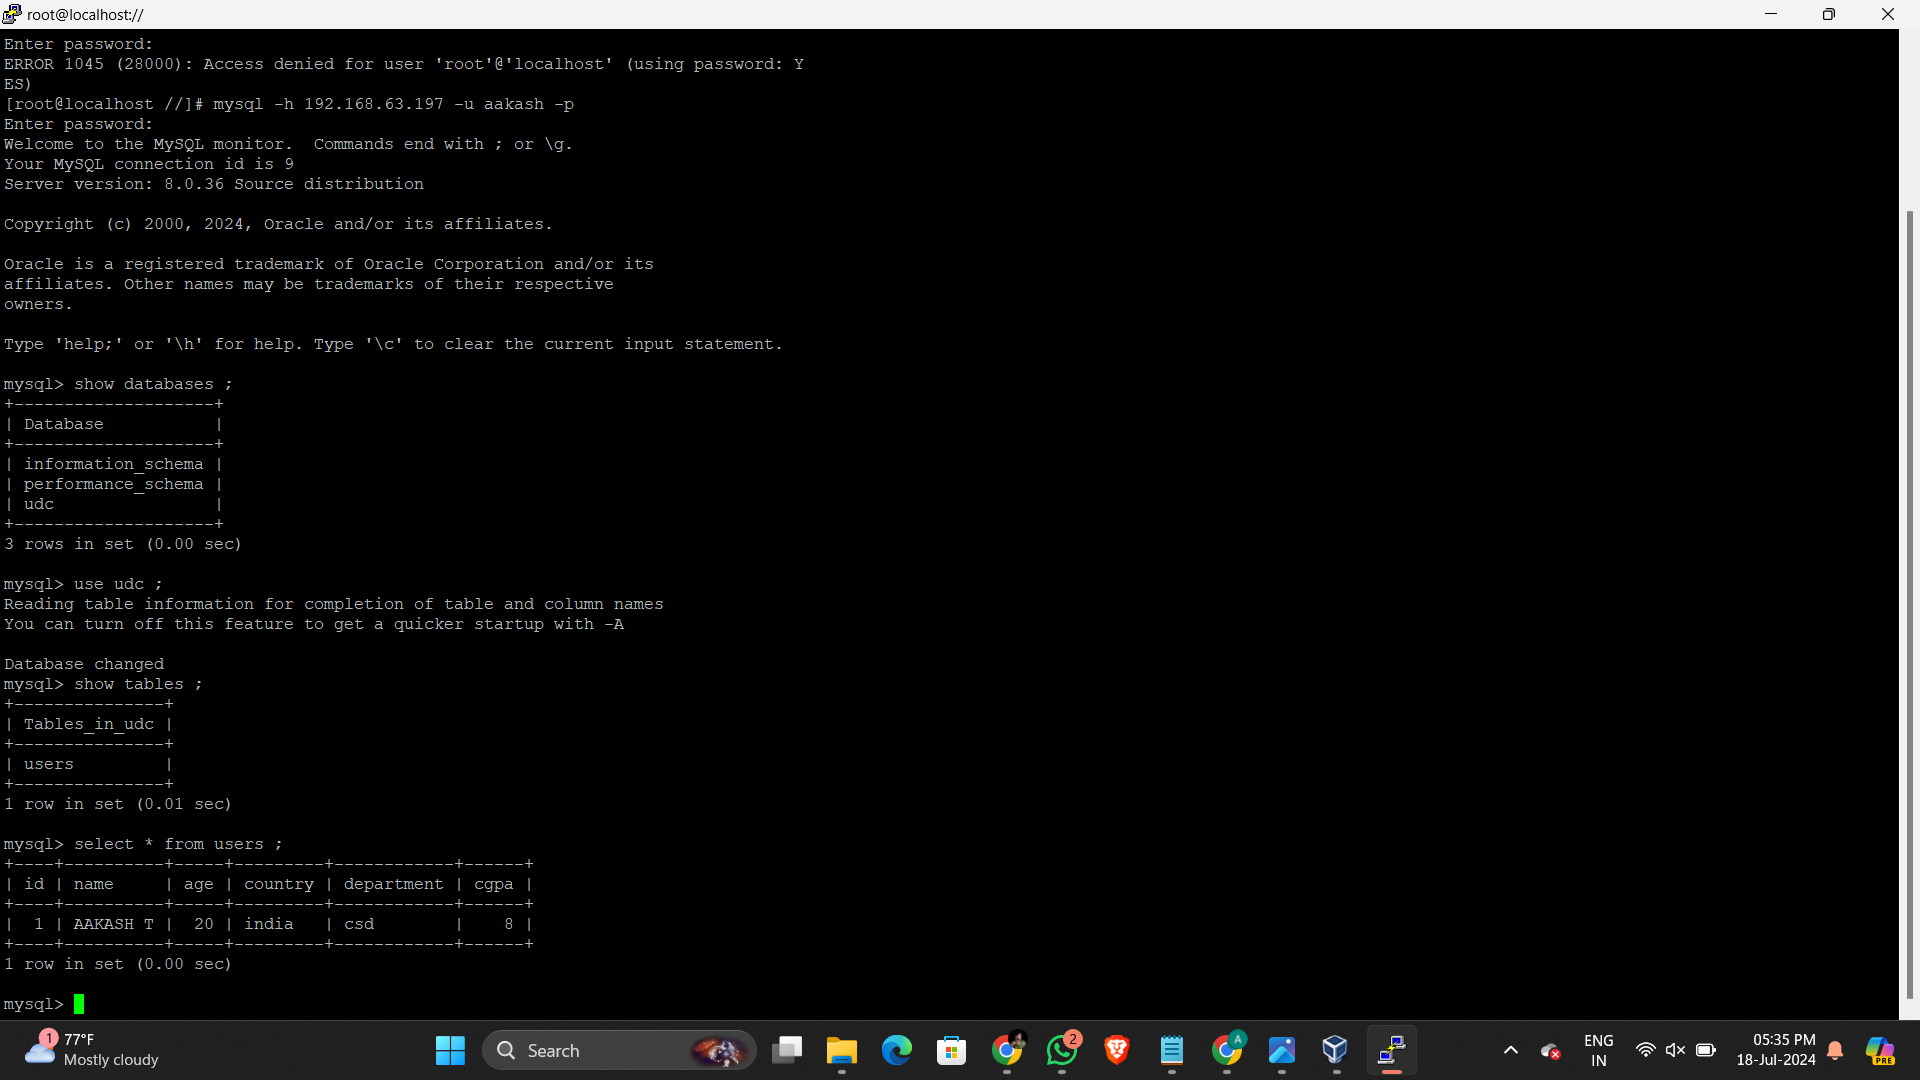 root@localhost://
Enter password:
ERROR 1045 (28000): Access denied for user 'root'@'localhost' (using password: Y
ES)
[root@localhost //]# mysql -h 192.168.63.197 -u aakash -p
Enter password:
Welcome to the MySQL monitor.  Commands end with ; or \g.
Your MySQL connection id is 9
Server version: 8.0.36 Source distribution

Copyright (c) 2000, 2024, Oracle and/or its affiliates.

Oracle is a registered trademark of Oracle Corporation and/or its
affiliates. Other names may be trademarks of their respective
owners.

Type 'help;' or '\h' for help. Type '\c' to clear the current input statement.

mysql> show databases ;
+--------------------+
| Database           |
+--------------------+
| information_schema |
| performance_schema |
| udc                |
+--------------------+
3 rows in set (0.00 sec)

mysql> use udc ;
Reading table information for completion of table and column names
You can turn off this feature to get a quicker startup with -A

Database changed
mysql> show tables ;
+---------------+
| Tables_in_udc |
+---------------+
| users         |
+---------------+
1 row in set (0.01 sec)

mysql> select * from users ;
+----+----------+-----+---------+------------+------+
| id | name     | age | country | department | cgpa |
+----+----------+-----+---------+------------+------+
|  1 | AAKASH T |  20 | india   | csd        |    8 |
+----+----------+-----+---------+------------+------+
1 row in set (0.00 sec)

mysql>
1
77°F
Mostly cloudy
Search
2
A
ENG
IN
05:35 PM
18-Jul-2024
PRE